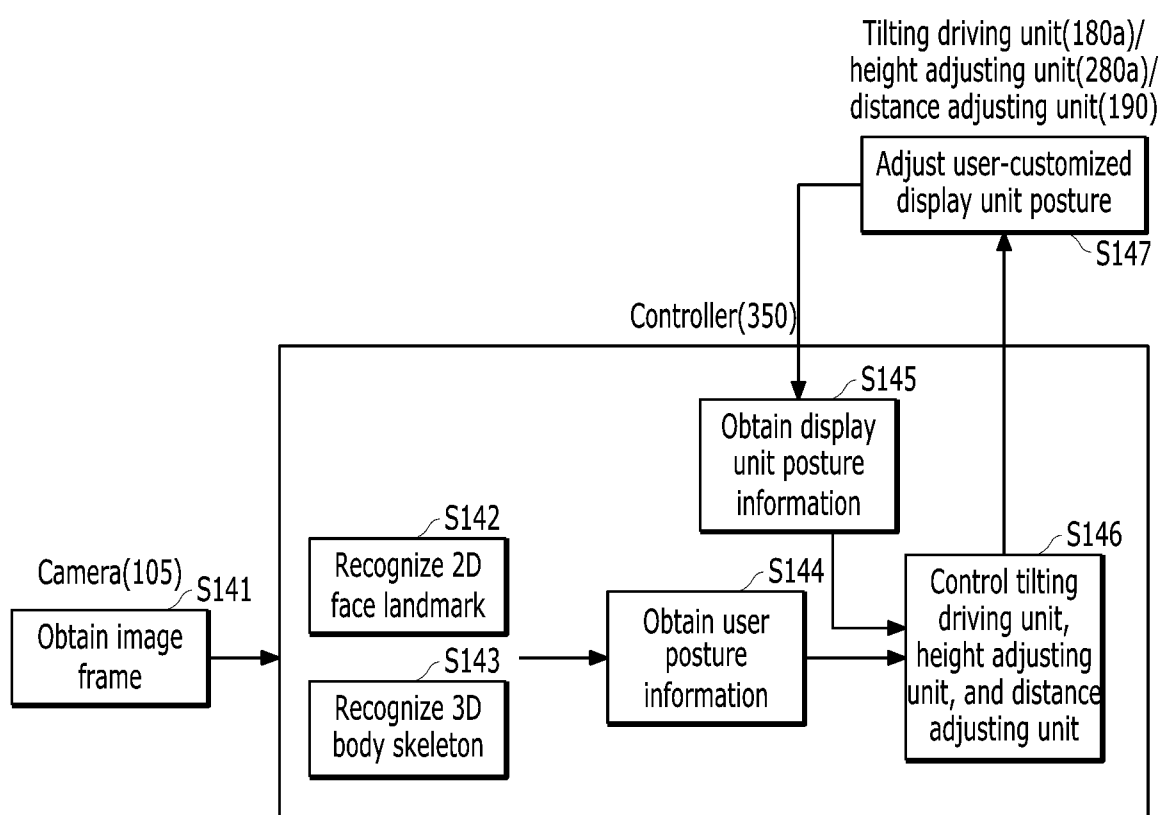 Tilting driving unit(180a)/
height adjusting unit(280a)/
distance adjusting unit(190)
Adjust user-customized
display unit posture
S147
Controller(350)
S145
Obtain display
unit posture
information
S142
Recognize 2D
face landmark
S146
Control tilting
driving unit,
height adjusting
unit, and distance
adjusting unit
Camera(105)
S141
Obtain image
frame
S144
Obtain user
posture
information
S143
Recognize 3D
body skeleton